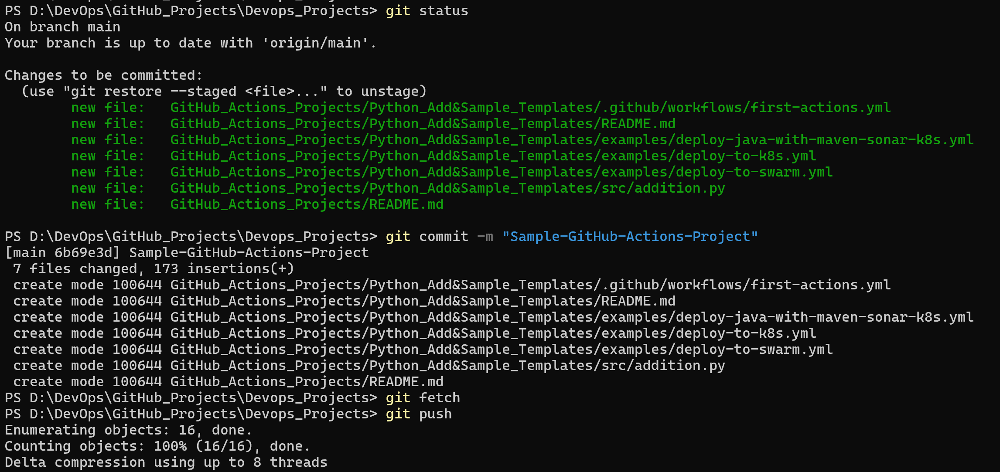 PS D:\DevOps\GitHub_Projects\Devops_Projects> git status
On branch main
Your branch is up to date with 'origin/main'.
Changes to be committed:
  (use "git restore --staged <file>..." to unstage)
        new file:   GitHub_Actions_Projects/Python_Add&Sample_Templates/.github/workflows/first-actions.yml
        new file:   GitHub_Actions_Projects/Python_Add&Sample_Templates/README.md
        new file:   GitHub_Actions_Projects/Python_Add&Sample_Templates/examples/deploy-java-with-maven-sonar-k8s.yml
        new file:   GitHub_Actions_Projects/Python_Add&Sample_Templates/examples/deploy-to-k8s.yml
        new file:   GitHub_Actions_Projects/Python_Add&Sample_Templates/examples/deploy-to-swarm.yml
        new file:   GitHub_Actions_Projects/Python_Add&Sample_Templates/src/addition.py
        new file:   GitHub_Actions_Projects/README.md
PS D:\DevOps\GitHub_Projects\Devops_Projects> git commit -m "Sample-GitHub-Actions-Project"
[main 6b69e3d] Sample-GitHub-Actions-Project
 7 files changed, 173 insertions(+)
 create mode 100644 GitHub_Actions_Projects/Python_Add&Sample_Templates/.github/workflows/first-actions.yml
 create mode 100644 GitHub_Actions_Projects/Python_Add&Sample_Templates/README.md
 create mode 100644 GitHub_Actions_Projects/Python_Add&Sample_Templates/examples/deploy-java-with-maven-sonar-k8s.yml
 create mode 100644 GitHub_Actions_Projects/Python_Add&Sample_Templates/examples/deploy-to-k8s.yml
 create mode 100644 GitHub_Actions_Projects/Python_Add&Sample_Templates/examples/deploy-to-swarm.yml
 create mode 100644 GitHub_Actions_Projects/Python_Add&Sample_Templates/src/addition.py
 create mode 100644 GitHub_Actions_Projects/README.md
PS D:\DevOps\GitHub_Projects\Devops_Projects> git fetch
PS D:\DevOps\GitHub_Projects\Devops_Projects> git push
Enumerating objects: 16, done.
Counting objects: 100% (16/16), done.
Delta compression using up to 8 threads